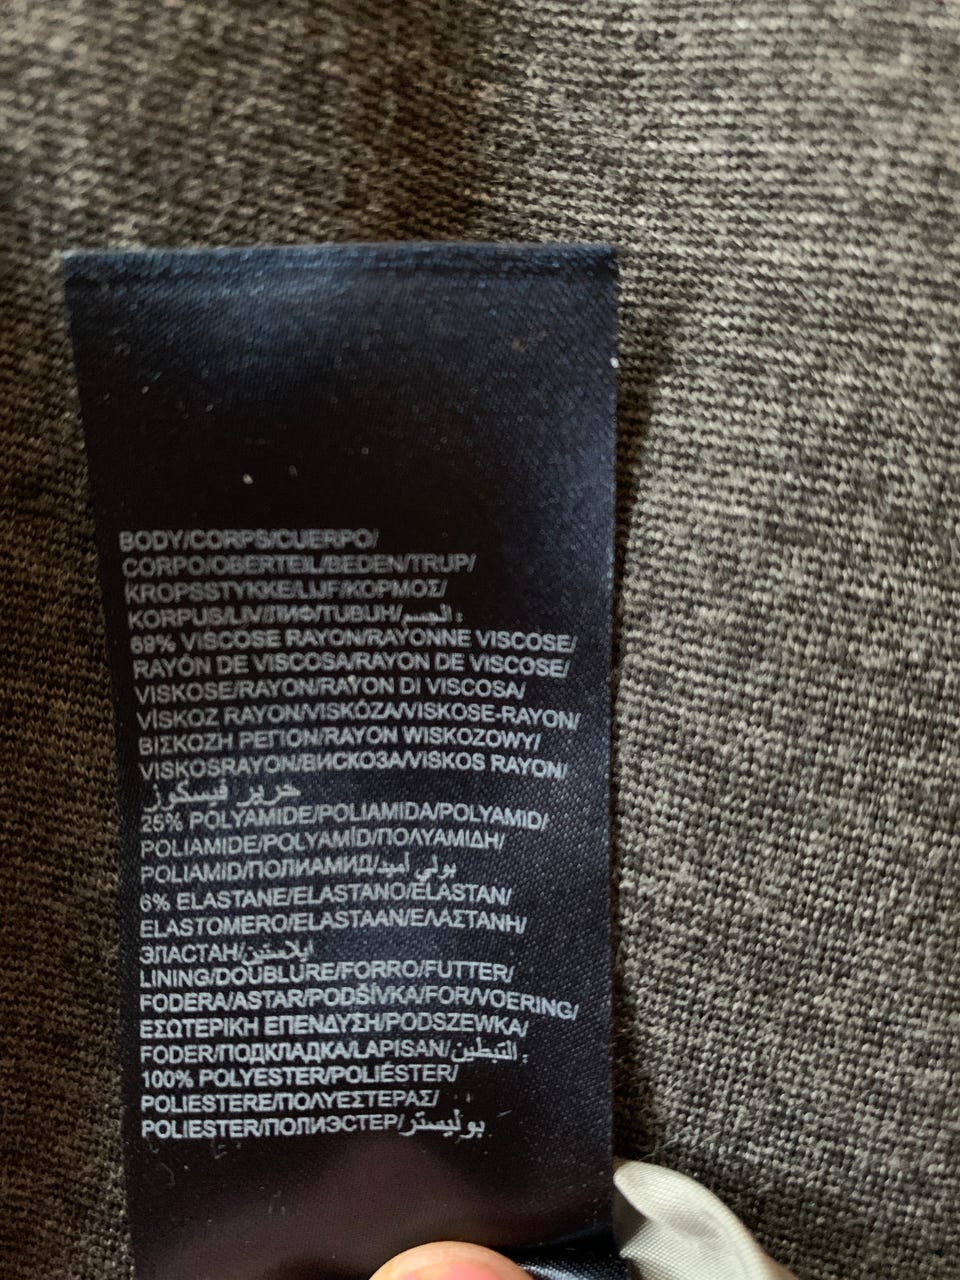 BODY/CORPS/CUERPO/
CORPO/OBERTEIL/BEDEN/TRUP/
KROPSSTYKKE/LIJF/ΚΟΡΜΟΣ/
KORPUS/LIV/ЛИФ/TUBUH/الجسم :
69% VISCOSE RAYON/RAYONNE VISCOSE/
RAYÓN DE VISCOSA/RAYON DE VISCOSE/
VISKOSE/RAYON/RAYON DI VISCOSA/
VİSKOZ RAYON/VISKÓZA/VISKOSE-RAYON/
ΒΙΣΚΟΖΗ ΡΕΓΙΟΝ/RAYON WISKOZOWY/
VISKOSRAYON/ВИСКОЗА/VISKOS RAYON/
حرير فيسكوز
25% POLYAMIDE/POLIAMIDA/POLYAMID/
POLIAMIDE/POLYAMİD/ΠΟΛΥΑΜΙΔΗ/
POLIAMID/ПОЛИАМИД/بولي أميد
6% ELASTANE/ELASTANO/ELASTAN/
ELASTOMERO/ELASTAAN/ΕΛΑΣΤΑΝΗ/
ЭЛАСТАН/ايلاستين
LINING/DOUBLURE/FORRO/FUTTER/
FODERA/ASTAR/PODŠÍVKA/FOR/VOERING/
ΕΣΩΤΕΡΙΚΗ ΕΠΕΝΔΥΣΗ/PODSZEWKA/
FODER/ПОДКЛАДКА/LAPISAN/التبطين :
100% POLYESTER/POLIÉSTER/
POLIESTERE/ΠΟΛΥΕΣΤΕΡΑΣ/
POLIESTER/ПОЛИЭСТЕР/بوليستر